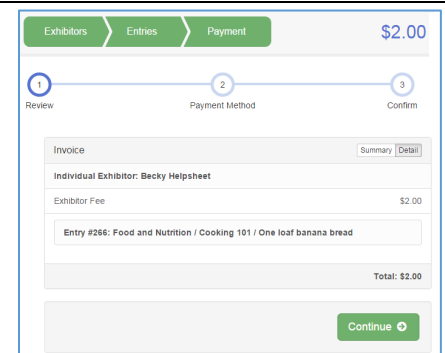 Exhibitors Entries Payment $2.00
1 2 3
Review Payment Method Confirm
Invoice Summary Detail
Individual Exhibitor: Becky Helpsheet
Exhibitor Fee $2.00
Entry #266: Food and Nutrition / Cooking 101 / One loaf banana bread
Total: $2.00
Continue